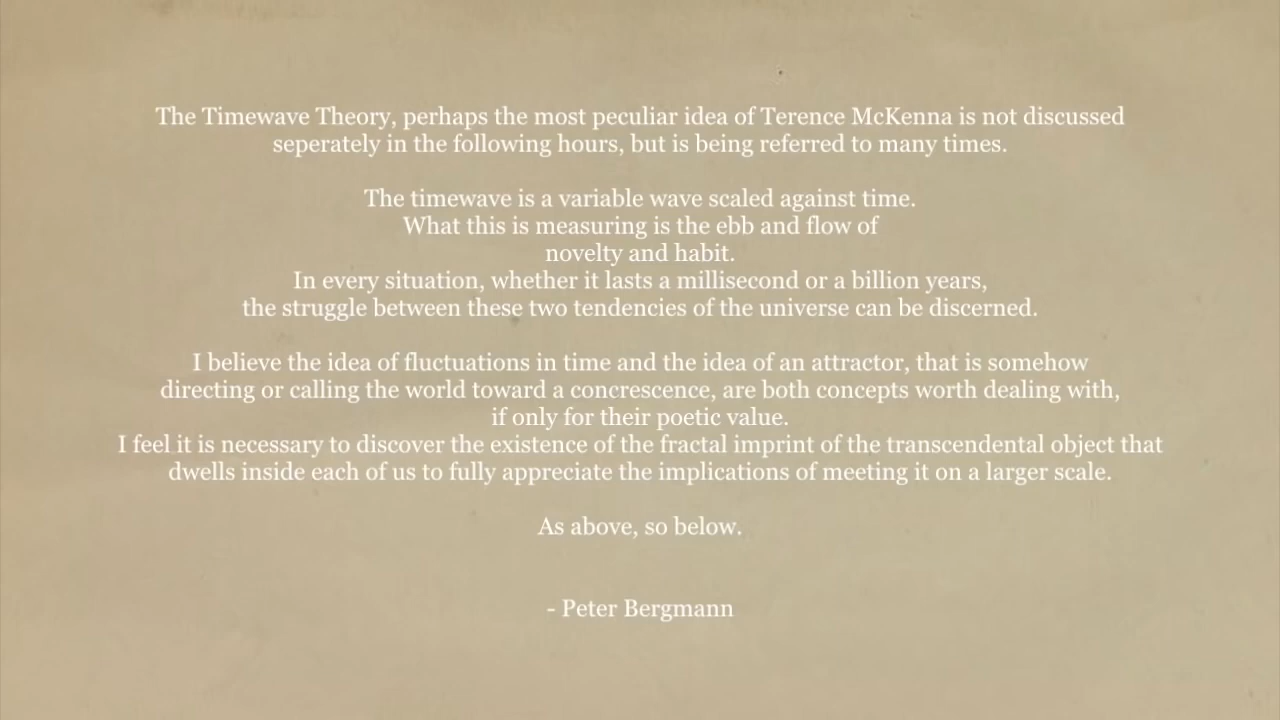 The Timewave Theory, perhaps the most peculiar idea of Terence McKenna is not discussed
seperately in the following hours, but is being referred to many times.
The timewave is a variable wave scaled against time.
What this is measuring is the ebb and flow of
novelty and habit.
In every situation, whether it lasts a millisecond or a billion years,
the struggle between these two tendencies of the universe can be discerned.
I believe the idea of fluctuations in time and the idea of an attractor, that is somehow
directing or calling the world toward a concrescence, are both concepts worth dealing with,
if only for their poetic value.
I feel it is necessary to discover the existence of the fractal imprint of the transcendental object that
dwells inside each of us to fully appreciate the implications of meeting it on a larger scale.
As above, so below.
- Peter Bergmann